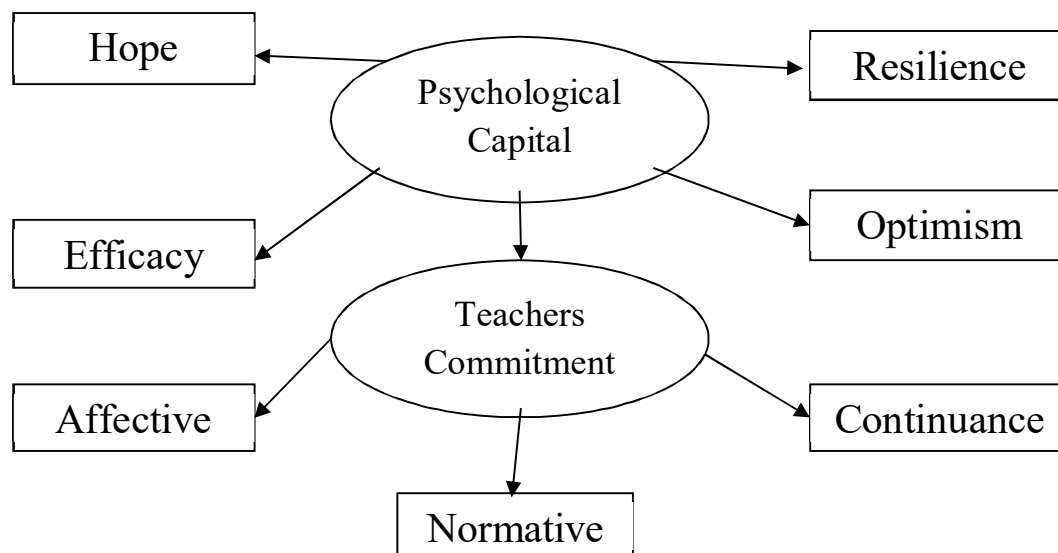 Hope
Psychological
Capital
Resilience
Efficacy
Optimism
Teachers
Commitment
Affective
Continuance
Normative